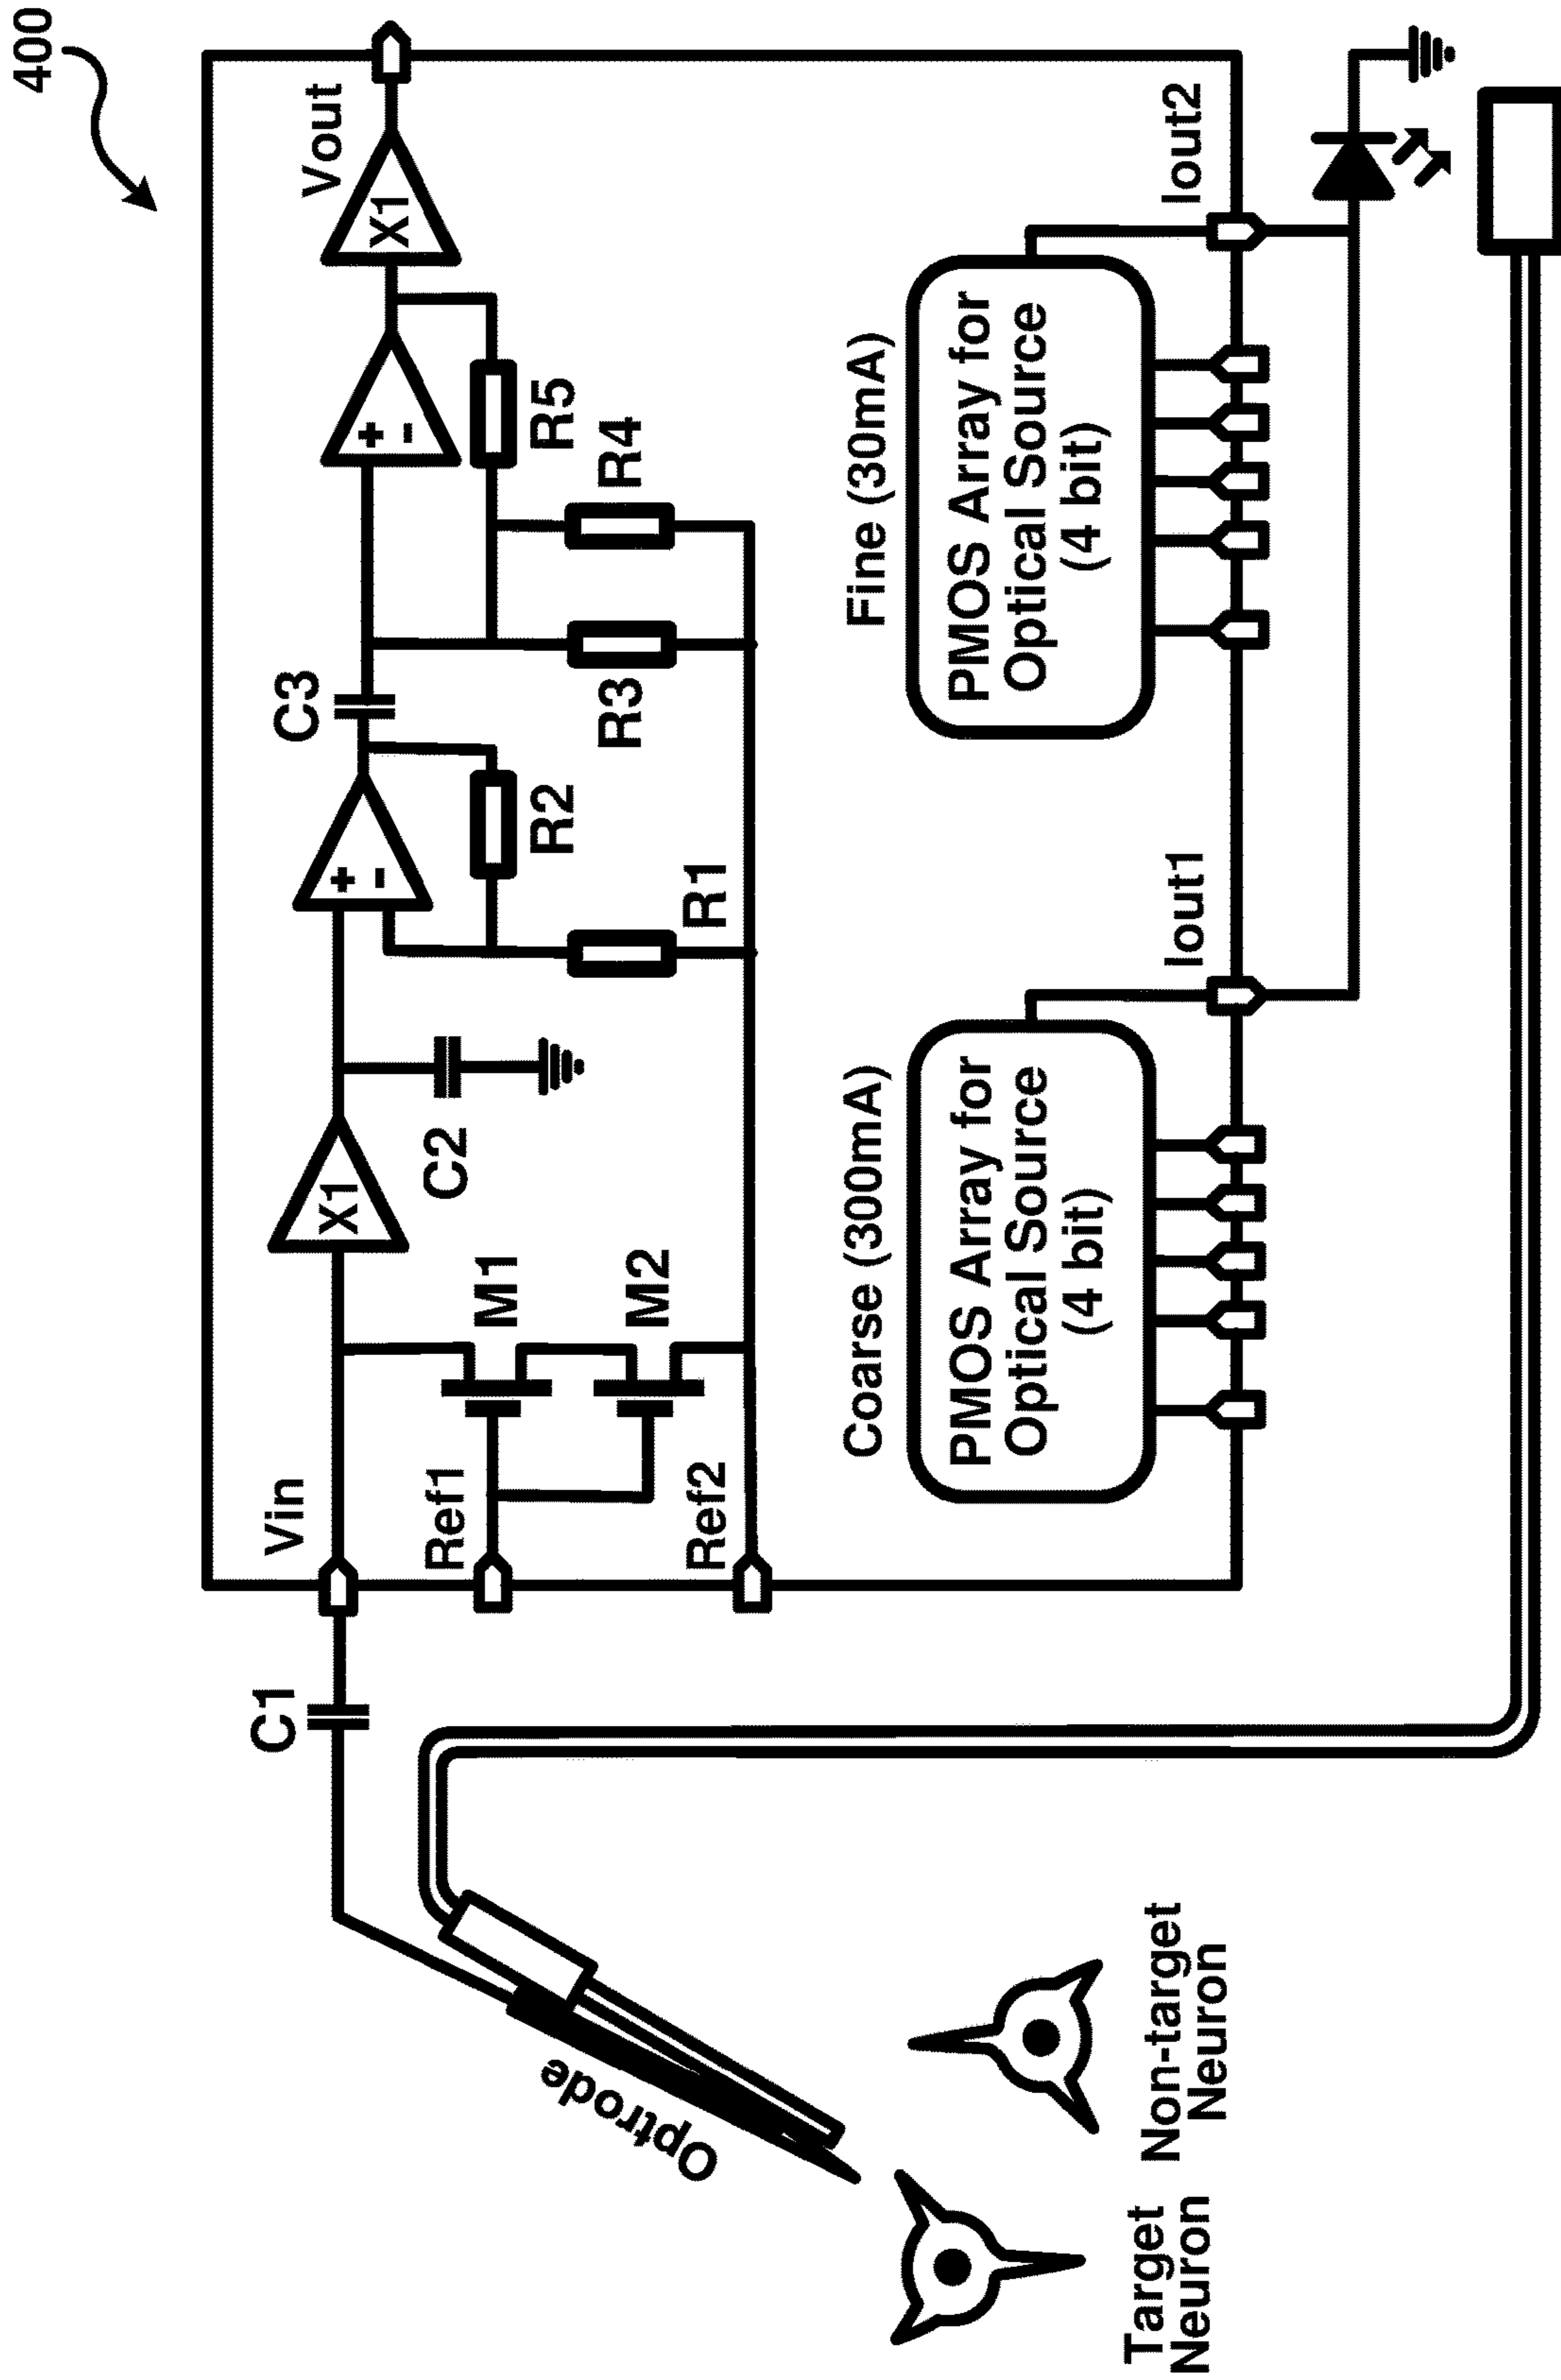 400
C1
Vin
X1
C2
+
-
C3
+
-
X1
Vout
Ref1
M1
M2
R2
R1
R5
R4
R3
Ref2
Optrode
Target
Neuron
Non-target
Neuron
Coarse (300mA)
PMOS Array for
Optical Source
(4 bit)
Iout1
Fine (30mA)
PMOS Array for
Optical Source
(4 bit)
Iout2